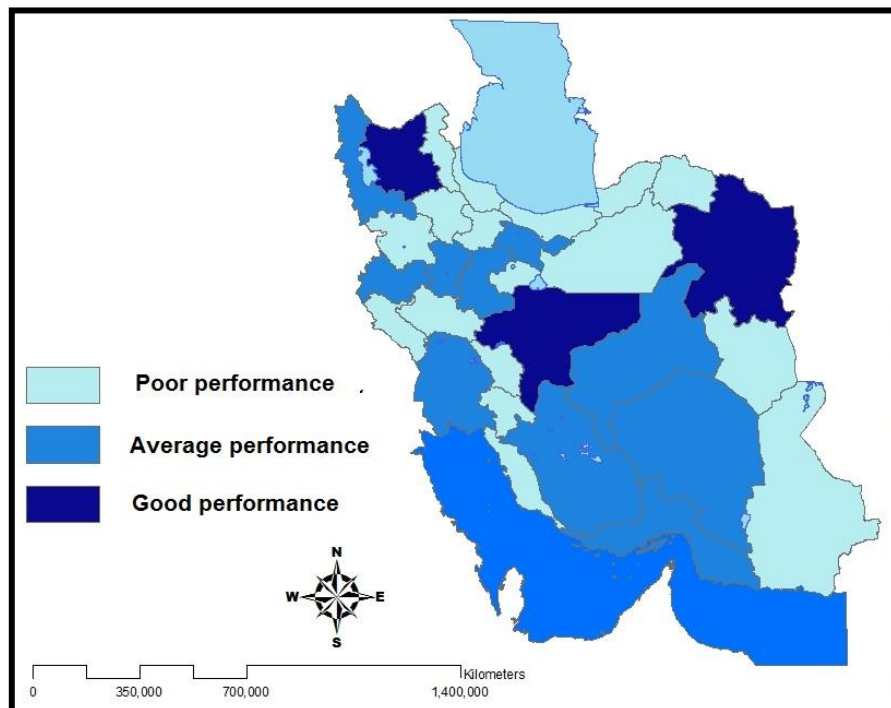 Poor performance
Average performance
Good performance
N
W E
S
Kilometers
0 350,000 700,000 1,400,000